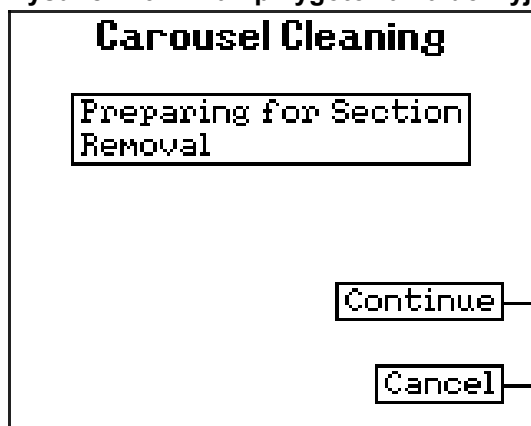 Carousel Cleaning
Preparing for Section
Removal
Continue
Cancel